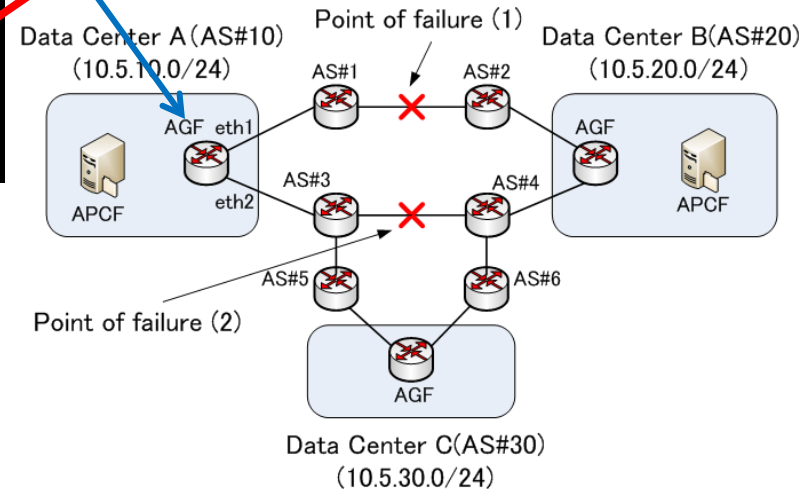 Point of failure (1)
Data Center A(AS#10)
(10.5.10.0/24)
Data Center B(AS#20)
(10.5.20.0/24)
AS#1
AS#2
AGF
eth1
AGF
eth2
AS#3
AS#4
APCF
APCF
AS#5
AS#6
Point of failure (2)
AGF
Data Center C(AS#30)
(10.5.30.0/24)